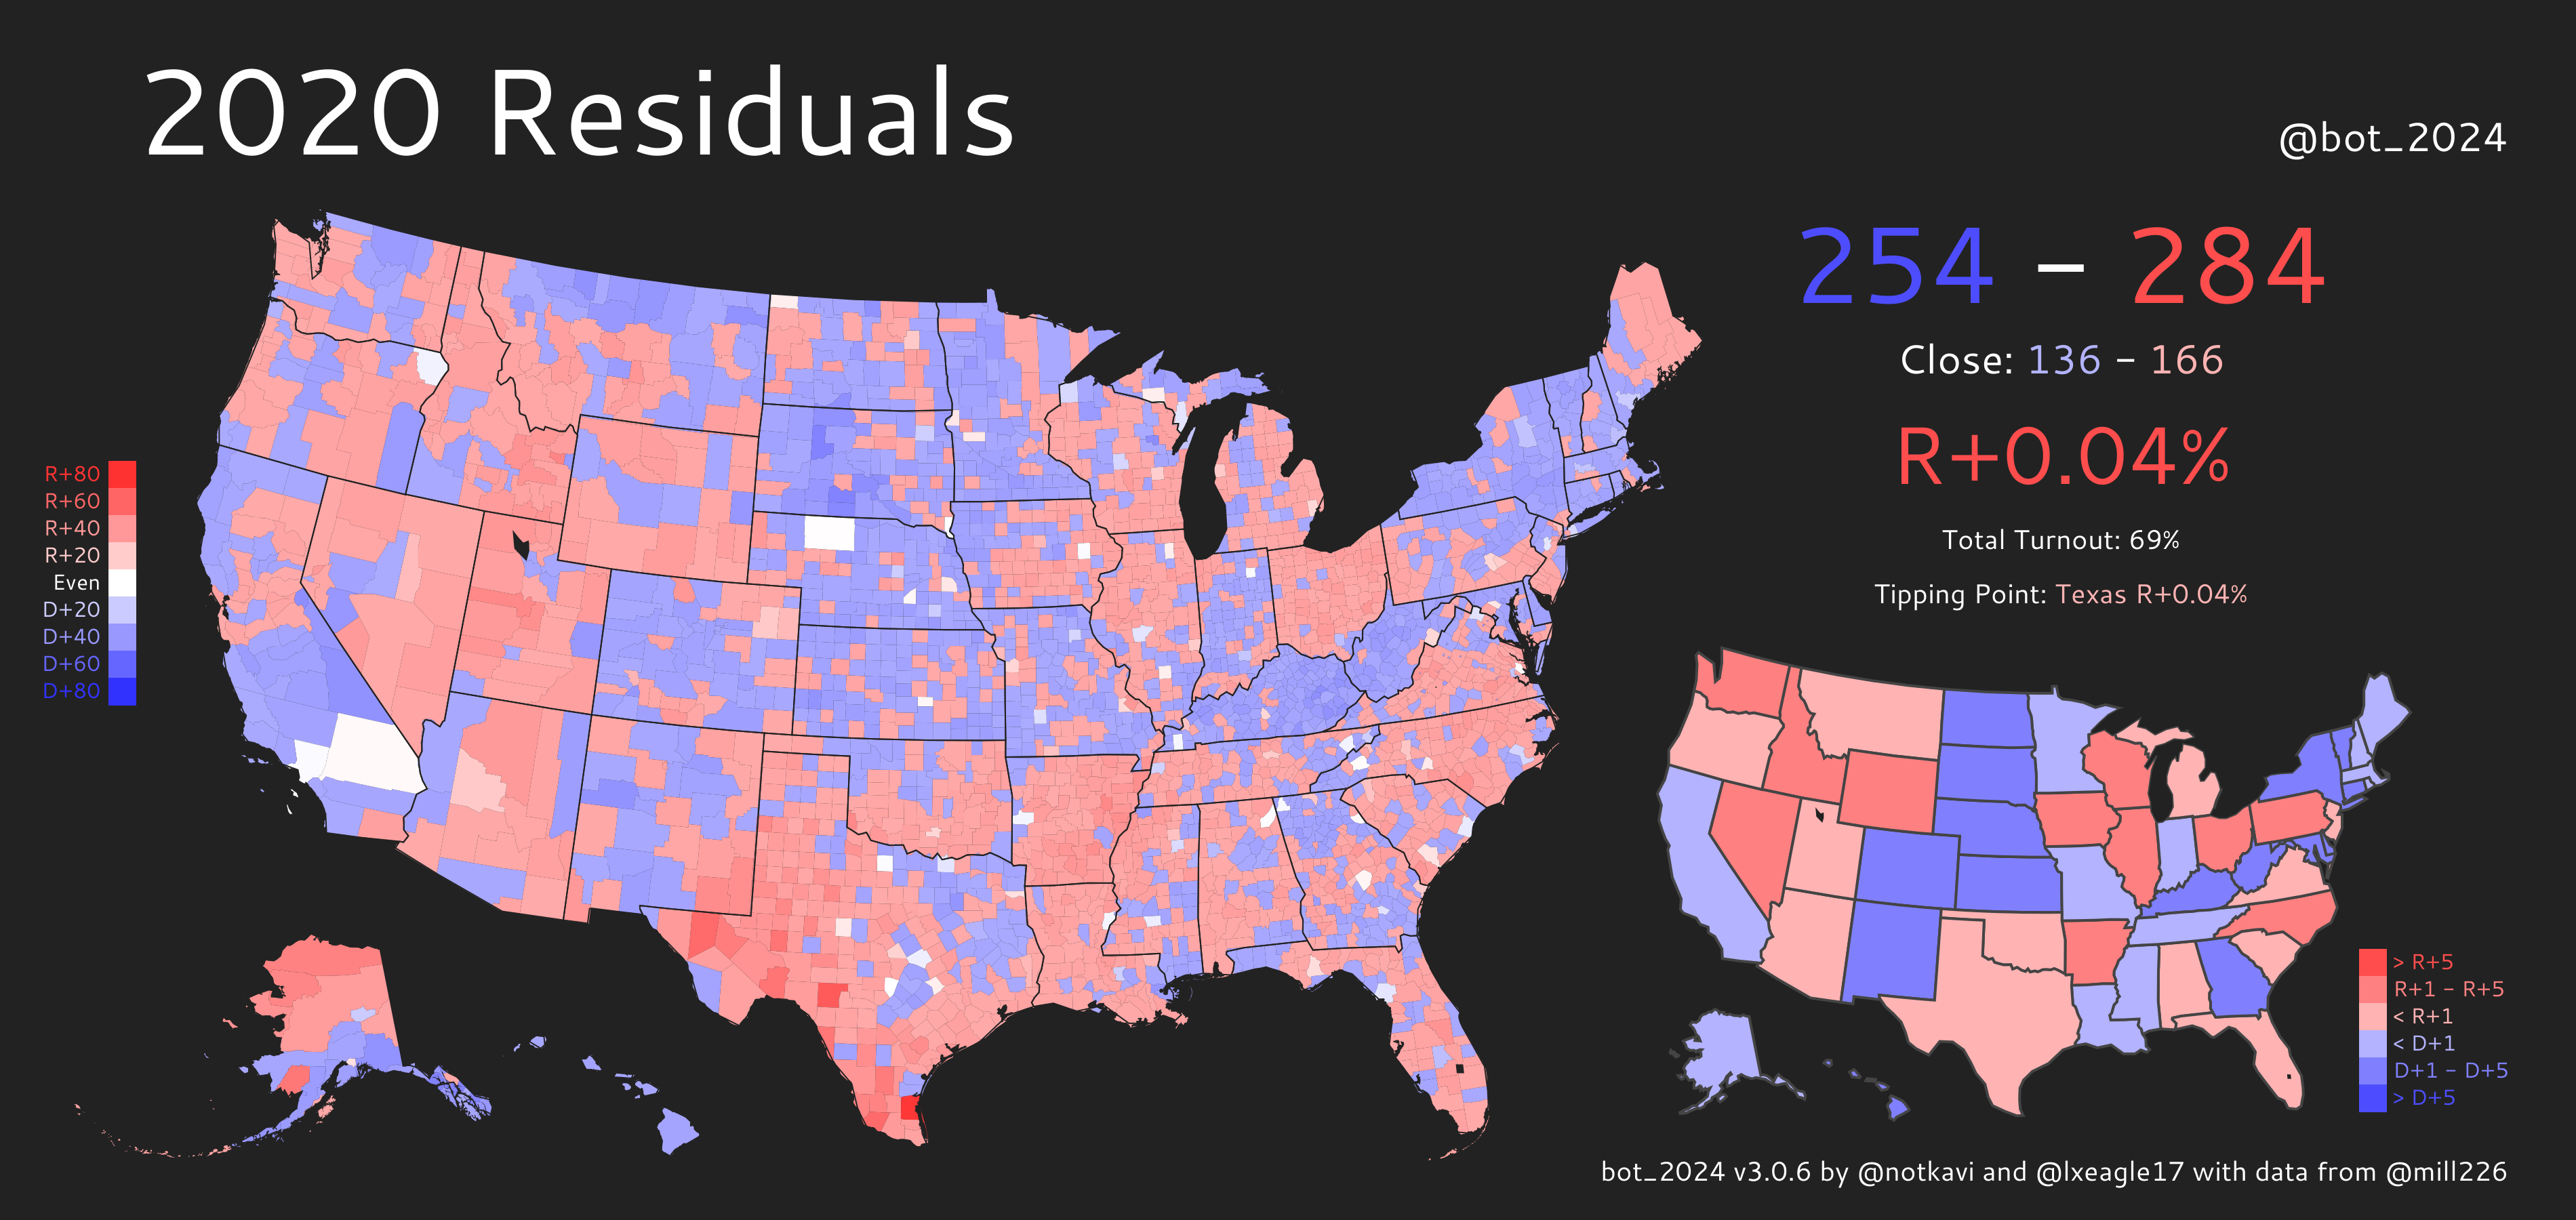 2020 Residuals
@bot_2024
254 – 284
Close: 136 – 166
R+0.04%
Total Turnout: 69%
Tipping Point: Texas R+0.04%
R+80
R+60
R+40
R+20
Even
D+20
D+40
D+60
D+80
> R+5
R+1 – R+5
< R+1
< D+1
D+1 – D+5
> D+5
bot_2024 v3.0.6 by @notkavi and @lxeagle17 with data from @mill226